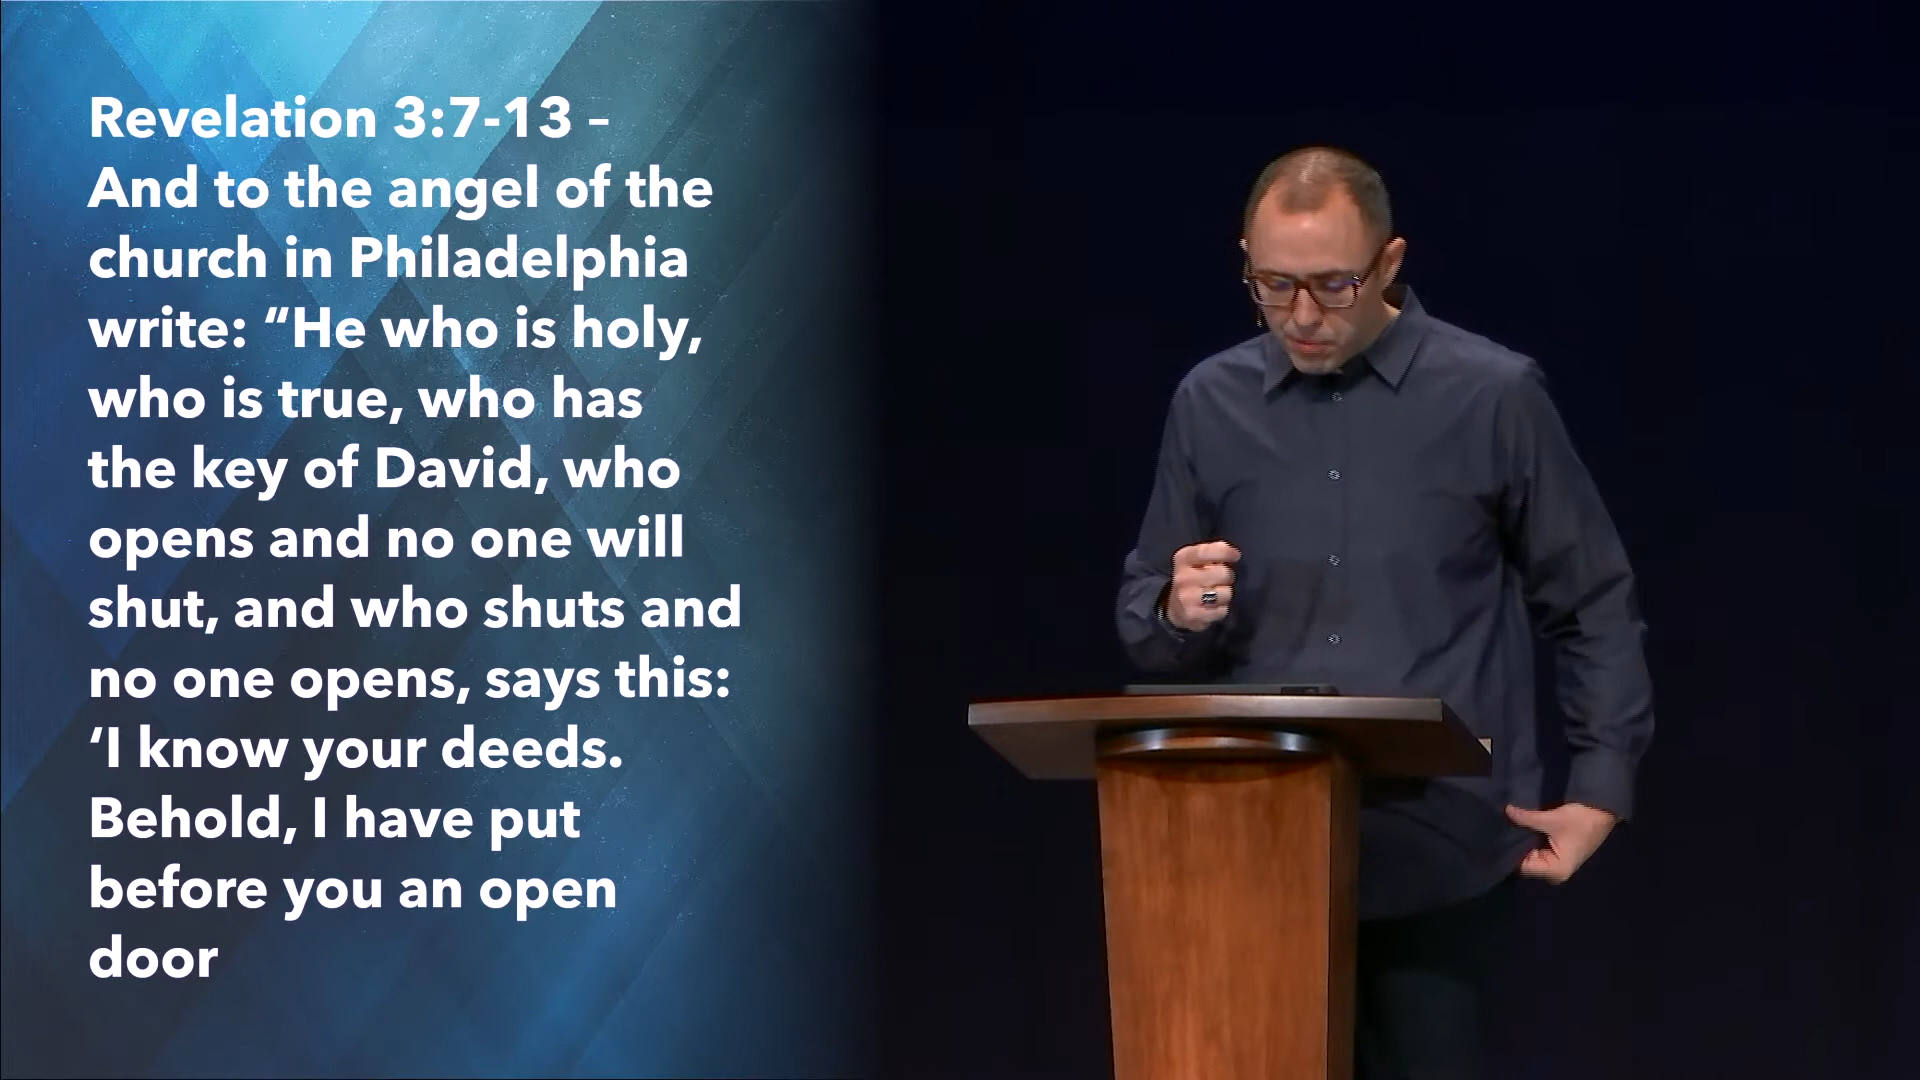 Revelation 3:7-13 –
And to the angel of the
church in Philadelphia
write: “He who is holy,
who is true, who has
the key of David, who
opens and no one will
shut, and who shuts and
no one opens, says this:
‘I know your deeds.
Behold, I have put
before you an open
door